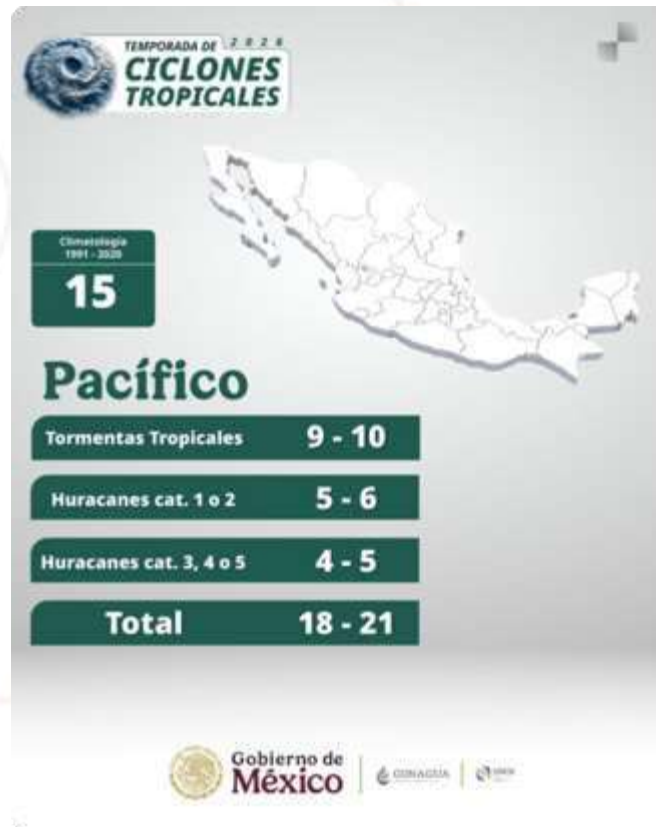 TEMPORADA DE 2026
CICLONES
TROPICALES
Climatología
1991 - 2020
15
Pacífico
Tormentas Tropicales 9 - 10
Huracanes cat. 1 o 2 5 - 6
Huracanes cat. 3, 4 o 5 4 - 5
Total 18 - 21
Gobierno de
México
CONAGUA